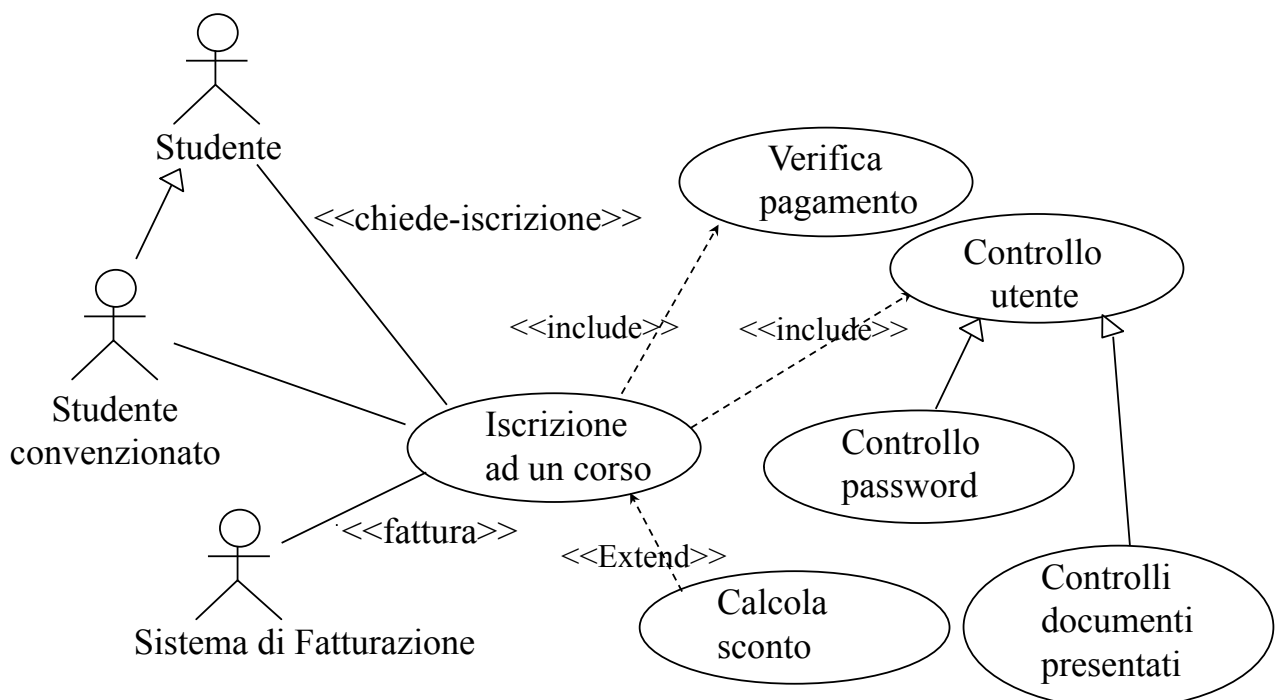 Studente
<<chiede-iscrizione>>
Verifica
pagamento
Controllo
utente
<<include>>
<<include>>
Studente
convenzionato
Iscrizione
ad un corso
Controllo
password
<<fattura>>
<<Extend>>
Sistema di Fatturazione
Calcola
sconto
Controlli
documenti
presentati